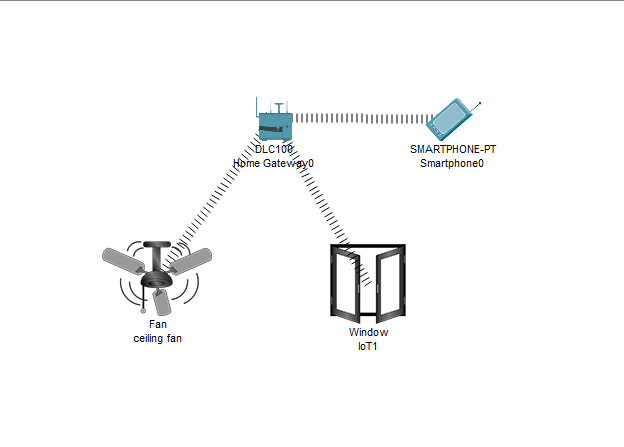 DLC100
Home Gateway0
SMARTPHONE-PT
Smartphone0
Fan
ceiling fan
Window
IoT1